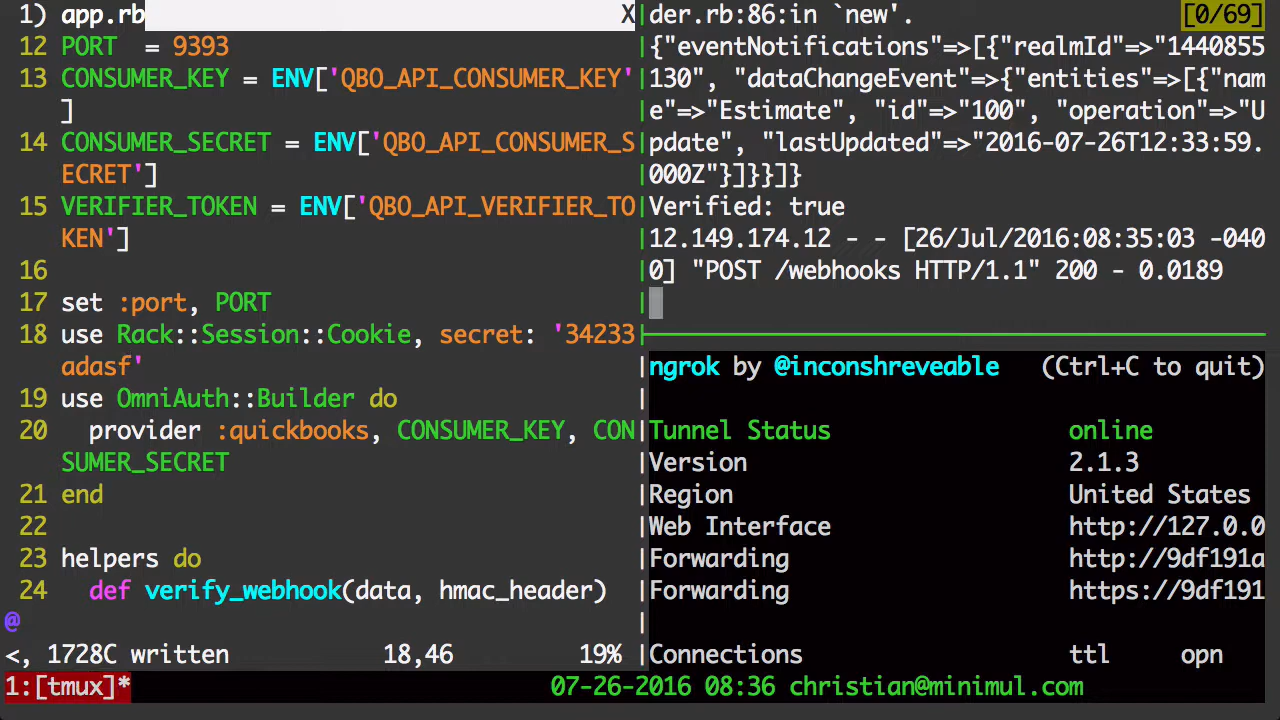 1) app.rb X
12 PORT  = 9393
13 CONSUMER_KEY = ENV['QBO_API_CONSUMER_KEY'
]
14 CONSUMER_SECRET = ENV['QBO_API_CONSUMER_S
ECRET']
15 VERIFIER_TOKEN = ENV['QBO_API_VERIFIER_TO
KEN']
16
17 set :port, PORT
18 use Rack::Session::Cookie, secret: '34233
adasf'
19 use OmniAuth::Builder do
20   provider :quickbooks, CONSUMER_KEY, CON
SUMER_SECRET
21 end
22
23 helpers do
24   def verify_webhook(data, hmac_header)
@
<, 1728C written 18,46 19%
der.rb:86:in `new'. [0/69]
{"eventNotifications"=>[{"realmId"=>"1440855
130", "dataChangeEvent"=>{"entities"=>[{"nam
e"=>"Estimate", "id"=>"100", "operation"=>"U
pdate", "lastUpdated"=>"2016-07-26T12:33:59.
000Z"}]}}]}
Verified: true
12.149.174.12 - - [26/Jul/2016:08:35:03 -040
0] "POST /webhooks HTTP/1.1" 200 - 0.0189
ngrok by @inconshreveable (Ctrl+C to quit)
Tunnel Status online
Version 2.1.3
Region United States
Web Interface http://127.0.0
Forwarding http://9df191a
Forwarding https://9df191
Connections ttl opn
1:[tmux]* 07-26-2016 08:36 christian@minimul.com